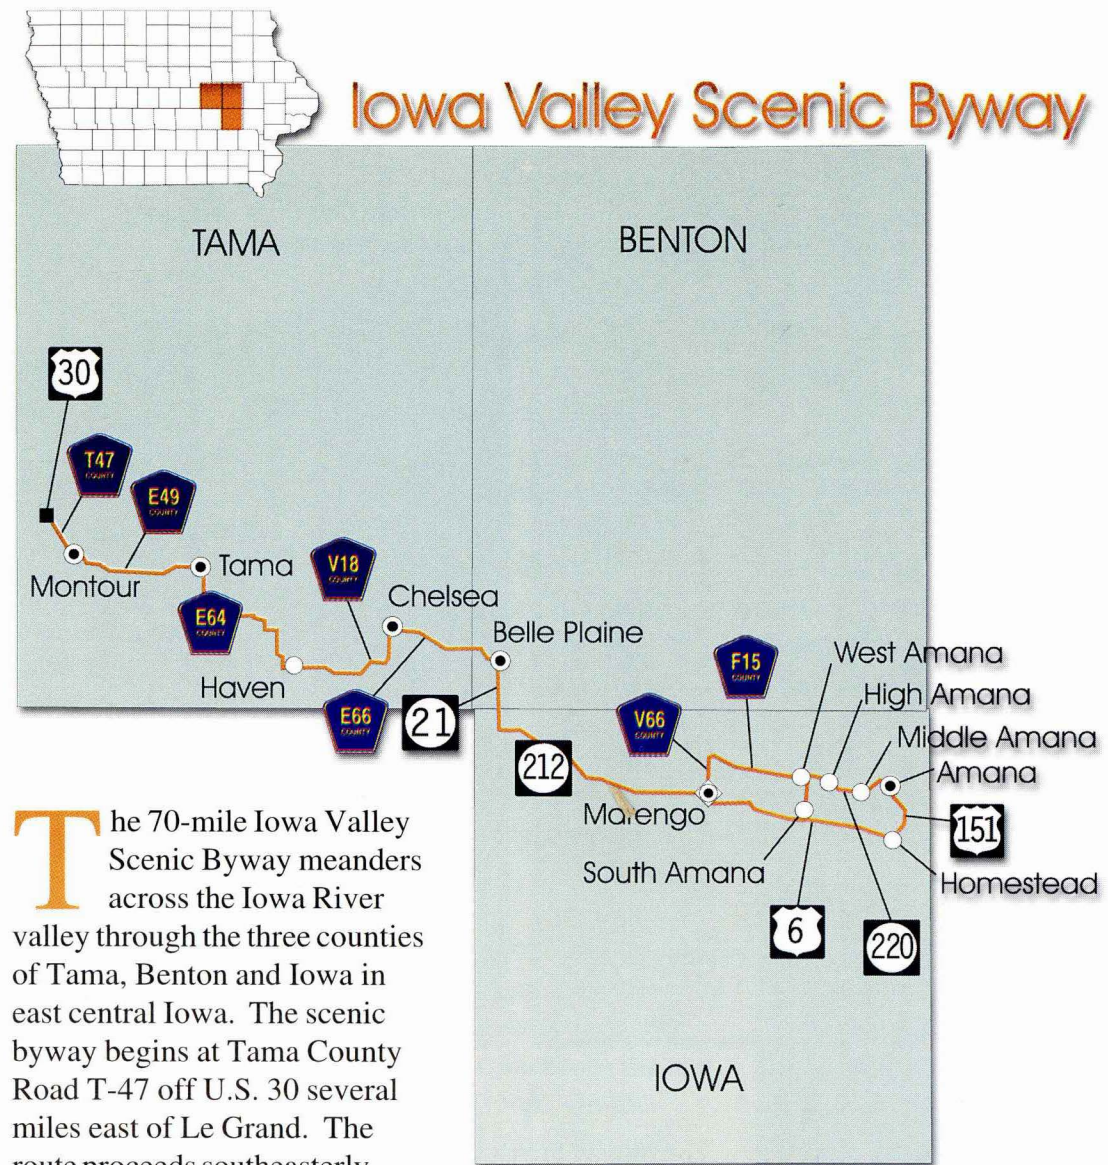 Iowa Valley Scenic Byway
TAMA
BENTON
30
T47
COUNTY
E49
COUNTY
Montour
Tama
V18
COUNTY
E64
COUNTY
Chelsea
Belle Plaine
Haven
E66
COUNTY
21
F15
COUNTY
West Amana
High Amana
V66
COUNTY
Middle Amana
Amana
212
Marengo
151
South Amana
Homestead
6
220
IOWA
The 70-mile Iowa Valley
Scenic Byway meanders
across the Iowa River
valley through the three counties
of Tama, Benton and Iowa in
east central Iowa. The scenic
byway begins at Tama County
Road T-47 off U.S. 30 several
miles east of Le Grand. The
route proceeds southeasterly